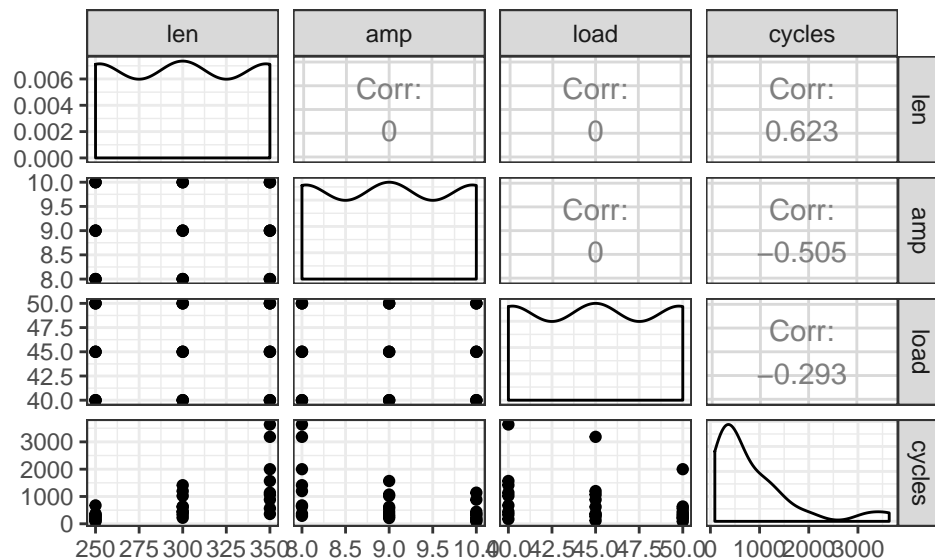 len amp load cycles
0.006
0.004
0.002
0.000
Corr:
0
Corr:
0
Corr:
0.623
len
10.0
9.5
9.0
8.5
8.0
Corr:
0
Corr:
−0.505
amp
50.0
47.5
45.0
42.5
40.0
Corr:
−0.293
load
3000
2000
1000
0
cycles
250 275 300 325 350 8.0 8.5 9.0 9.5 10.0 40.0 42.5 45.0 47.5 50.0 0 1000 2000 3000